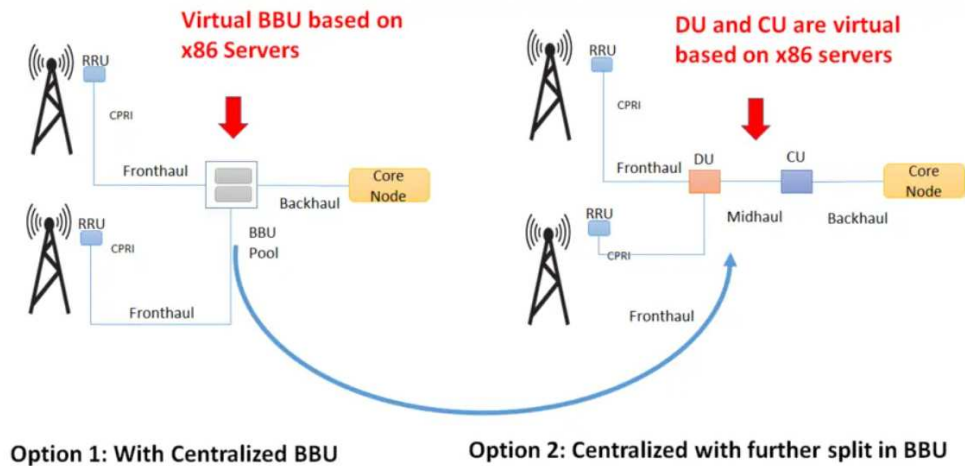 Virtual BBU based on
x86 Servers
RRU
CPRI
Fronthaul
Backhaul
Core
Node
RRU
CPRI
BBU
Pool
Fronthaul
Option 1: With Centralized BBU
DU and CU are virtual
based on x86 servers
RRU
CPRI
Fronthaul
DU
CU
Core
Node
Midhaul
Backhaul
RRU
CPRI
Fronthaul
Option 2: Centralized with further split in BBU